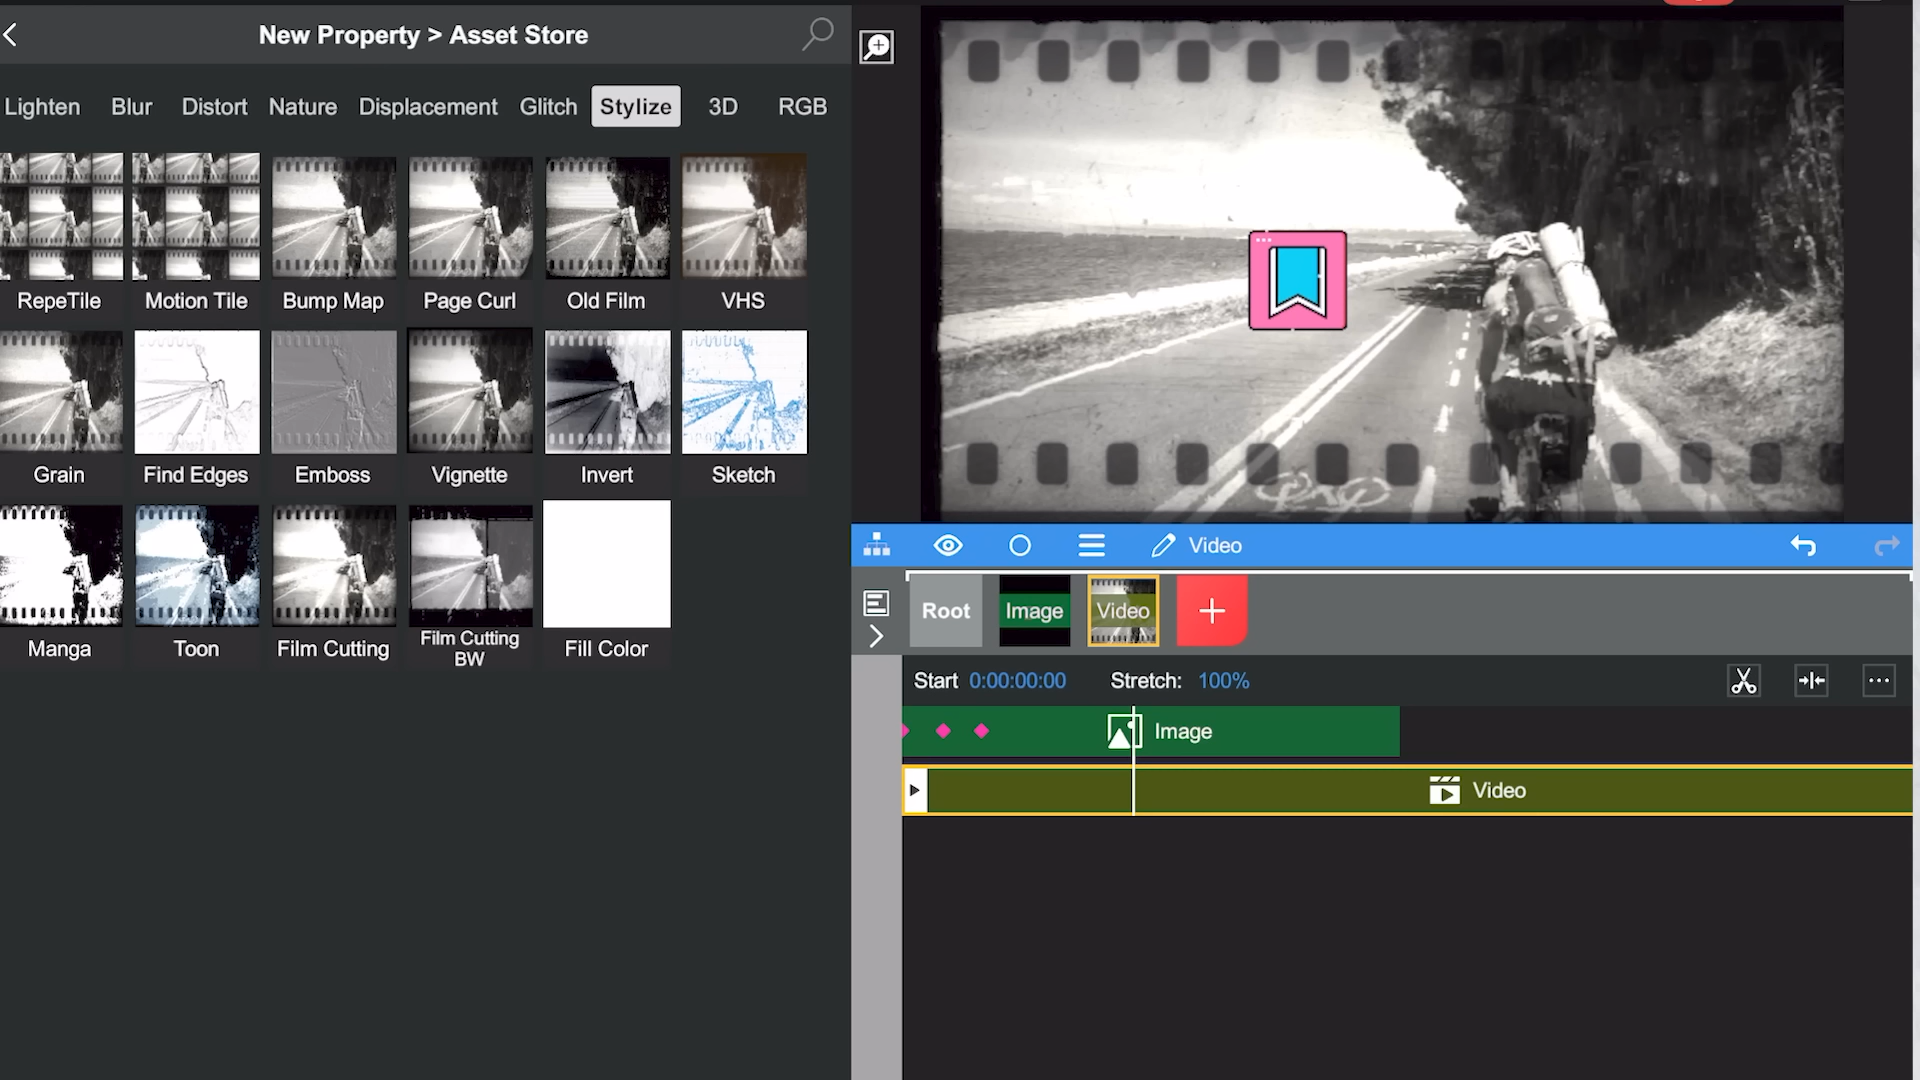 New Property > Asset Store
Lighten Blur Distort Nature Displacement Glitch Stylize 3D RGB
RepeTile Motion Tile Bump Map Page Curl Old Film VHS
Grain Find Edges Emboss Vignette Invert Sketch
Manga Toon Film Cutting Film Cutting BW Fill Color
Video
Root Image Video +
Start 0:00:00:00 Stretch: 100%
Image
Video